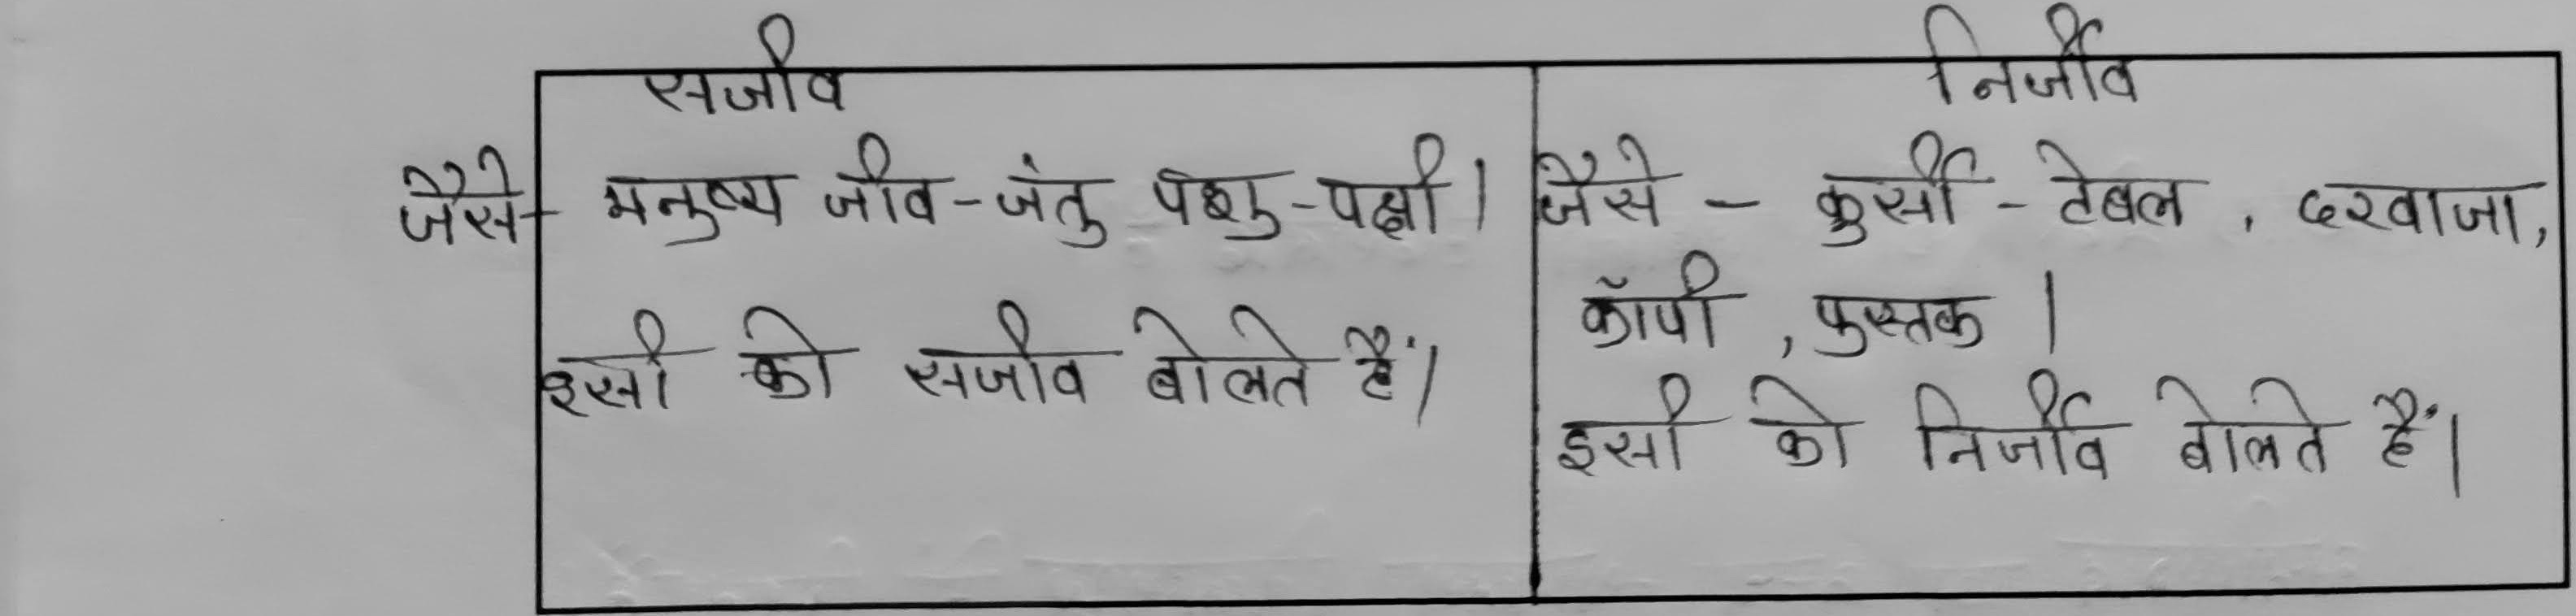 सजीव
जैसे - मनुष्य जीव-जंतु पशु-पक्षी।
इसी को सजीव बोलते हैं।
निर्जीव
जैसे - कुर्सी - टेबल , दरवाजा,
कॉपी , पुस्तक।
इसी को निर्जीव बोलते हैं।